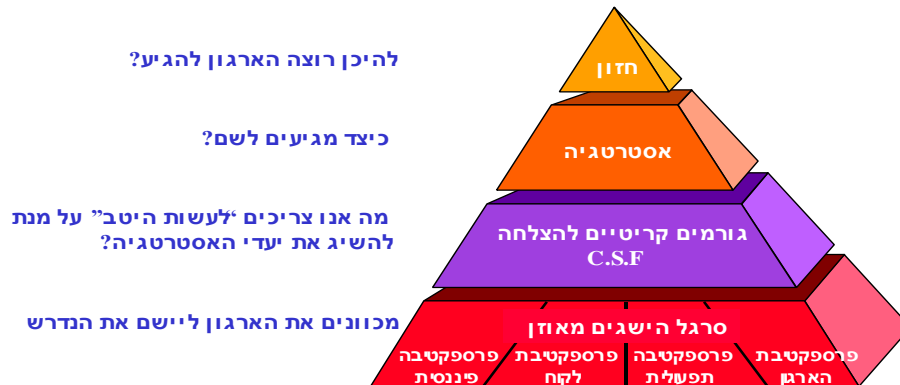 חזון
להיכן רוצה הארגון להגיע?
אסטרטגיה
כיצד מגיעים לשם?
גורמים קריטיים להצלחה
C.S.F
מה אנו צריכים “לעשות היטב” על מנת
להשיג את יעדי האסטרטגיה?
סרגל הישגים מאוזן
מכוונים את הארגון ליישם את הנדרש
פרספקטיבת
הארגון
פרספקטיבה
תפעולית
פרספקטיבת
לקוח
פרספקטיבה
פיננסית